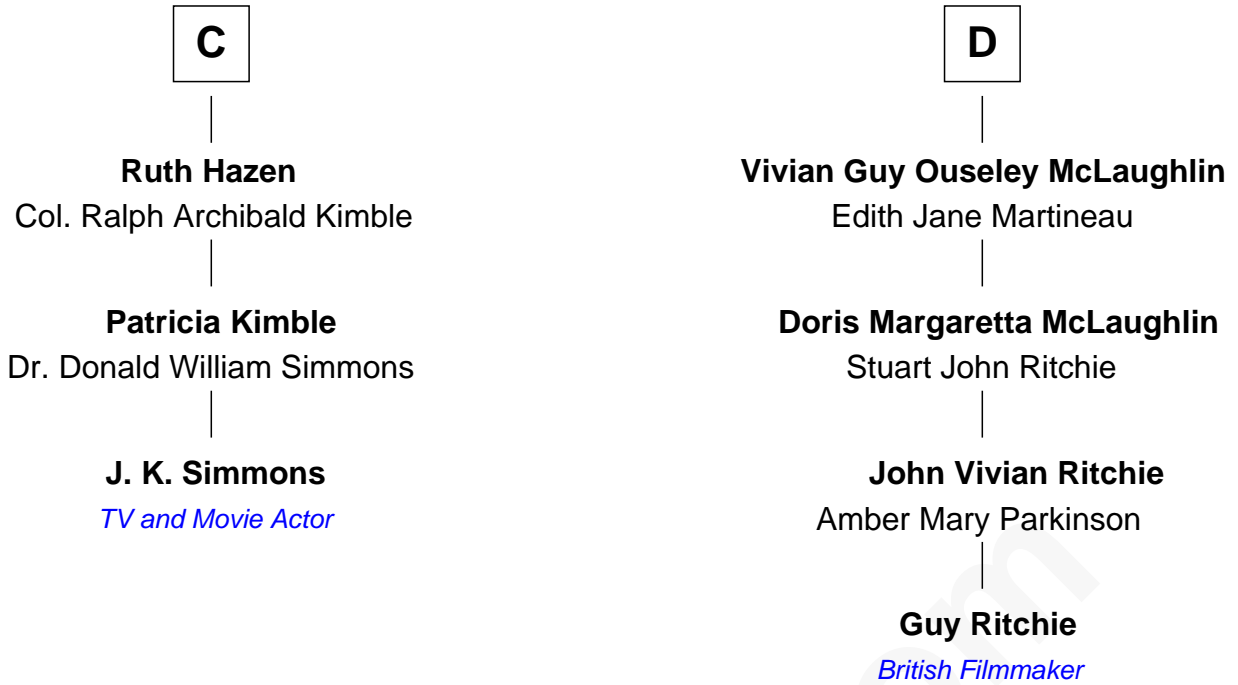 C
Ruth Hazen
Col. Ralph Archibald Kimble
Patricia Kimble
Dr. Donald William Simmons
J. K. Simmons
TV and Movie Actor
D
Vivian Guy Ouseley McLaughlin
Edith Jane Martineau
Doris Margaretta McLaughlin
Stuart John Ritchie
John Vivian Ritchie
Amber Mary Parkinson
Guy Ritchie
British Filmmaker